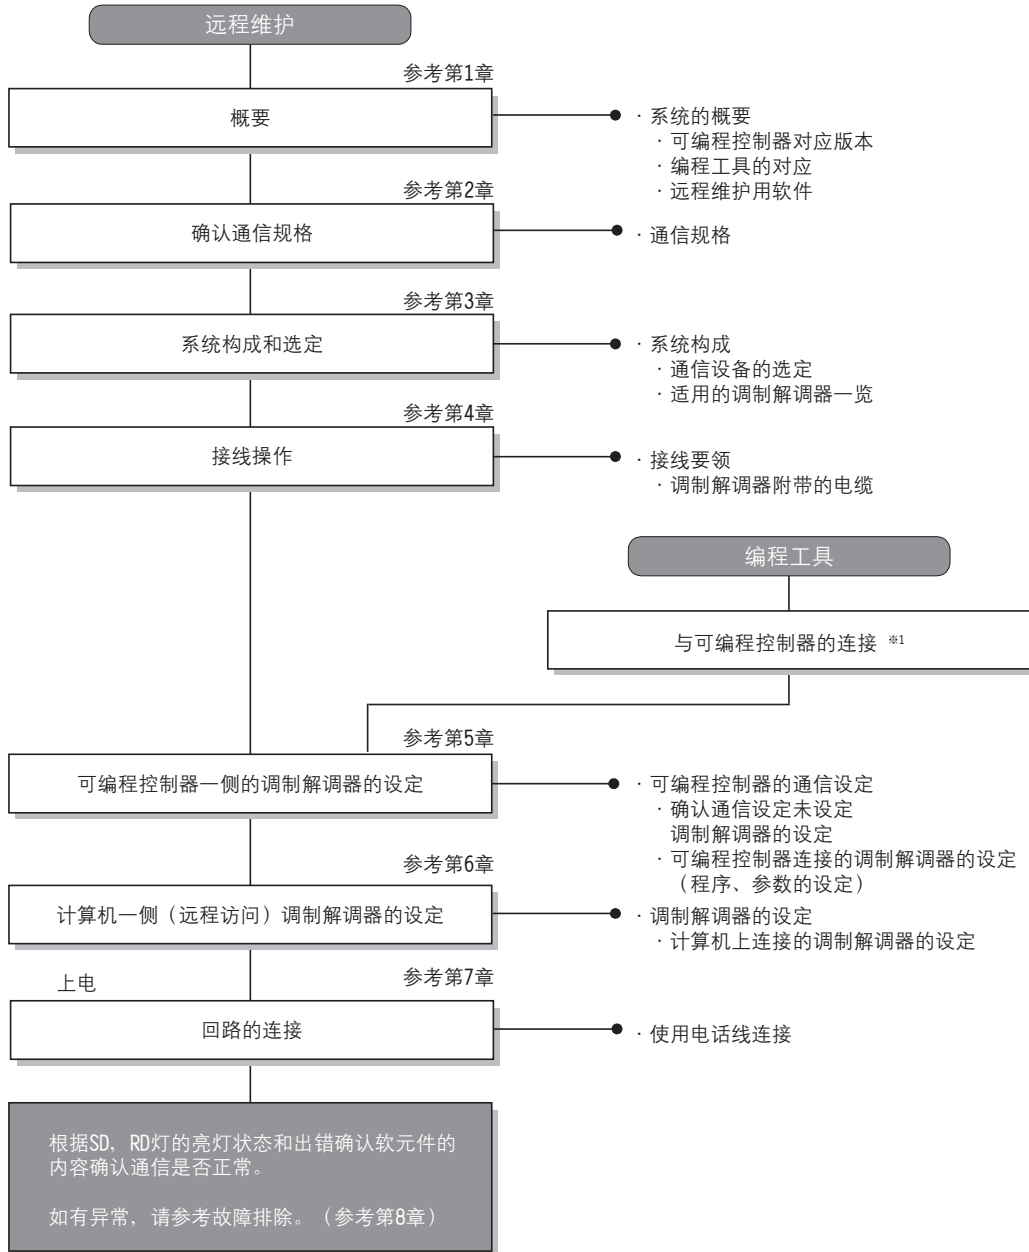 远程维护
参考第1章
概要
· 系统的概要
· 可编程控制器对应版本
· 编程工具的对应
· 远程维护用软件
参考第2章
确认通信规格
· 通信规格
参考第3章
系统构成和选定
· 系统构成
· 通信设备的选定
· 适用的调制解调器一览
参考第4章
接线操作
· 接线要领
· 调制解调器附带的电缆
编程工具
与可编程控制器的连接 ※1
参考第5章
可编程控制器一侧的调制解调器的设定
· 可编程控制器的通信设定
· 确认通信设定未设定
调制解调器的设定
· 可编程控制器连接的调制解调器的设定
（程序、参数的设定）
参考第6章
计算机一侧（远程访问）调制解调器的设定
· 调制解调器的设定
· 计算机上连接的调制解调器的设定
上电
参考第7章
回路的连接
· 使用电话线连接
根据SD，RD灯的亮灯状态和出错确认软元件的
内容确认通信是否正常。
如有异常，请参考故障排除。（参考第8章）